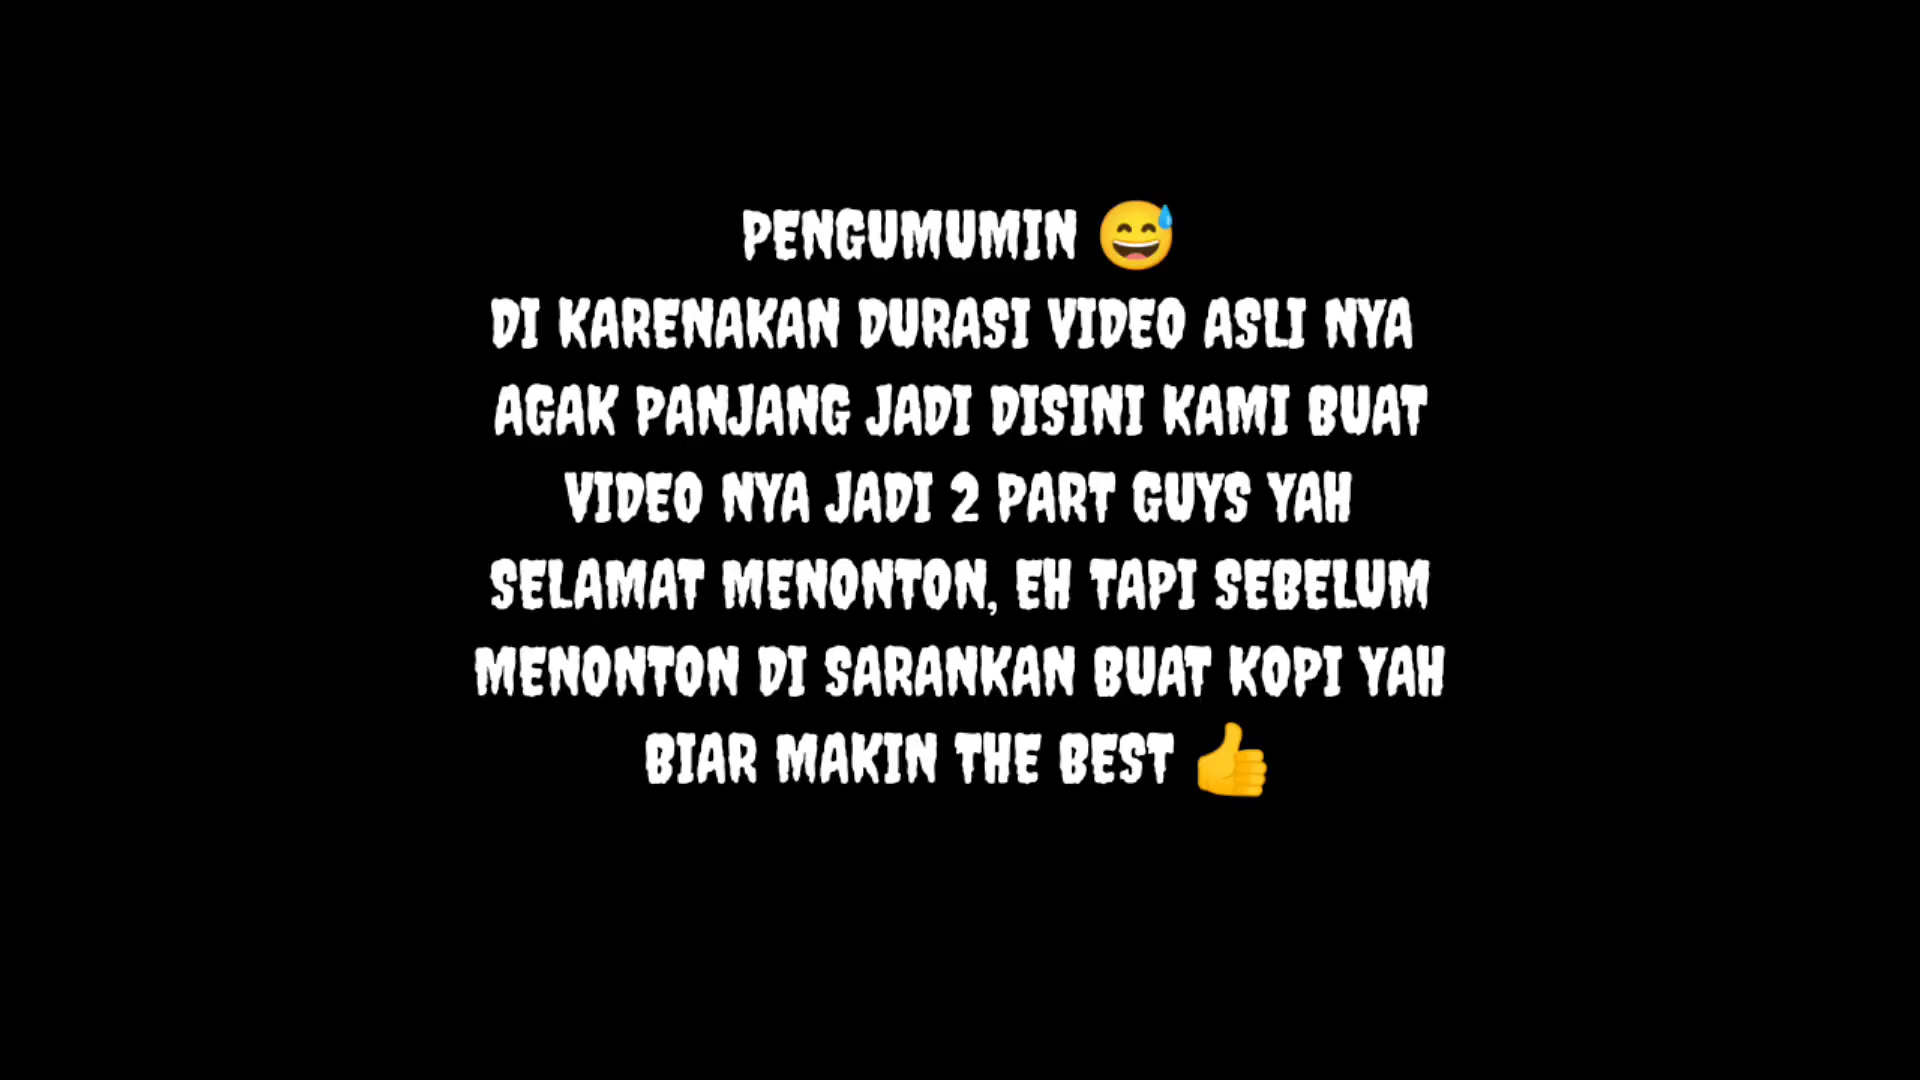 PENGUMUMIN 😅
DI KARENAKAN DURASI VIDEO ASLI NYA
AGAK PANJANG JADI DISINI KAMI BUAT
VIDEO NYA JADI 2 PART GUYS YAH
SELAMAT MENONTON, EH TAPI SEBELUM
MENONTON DI SARANKAN BUAT KOPI YAH
BIAR MAKIN THE BEST 👍